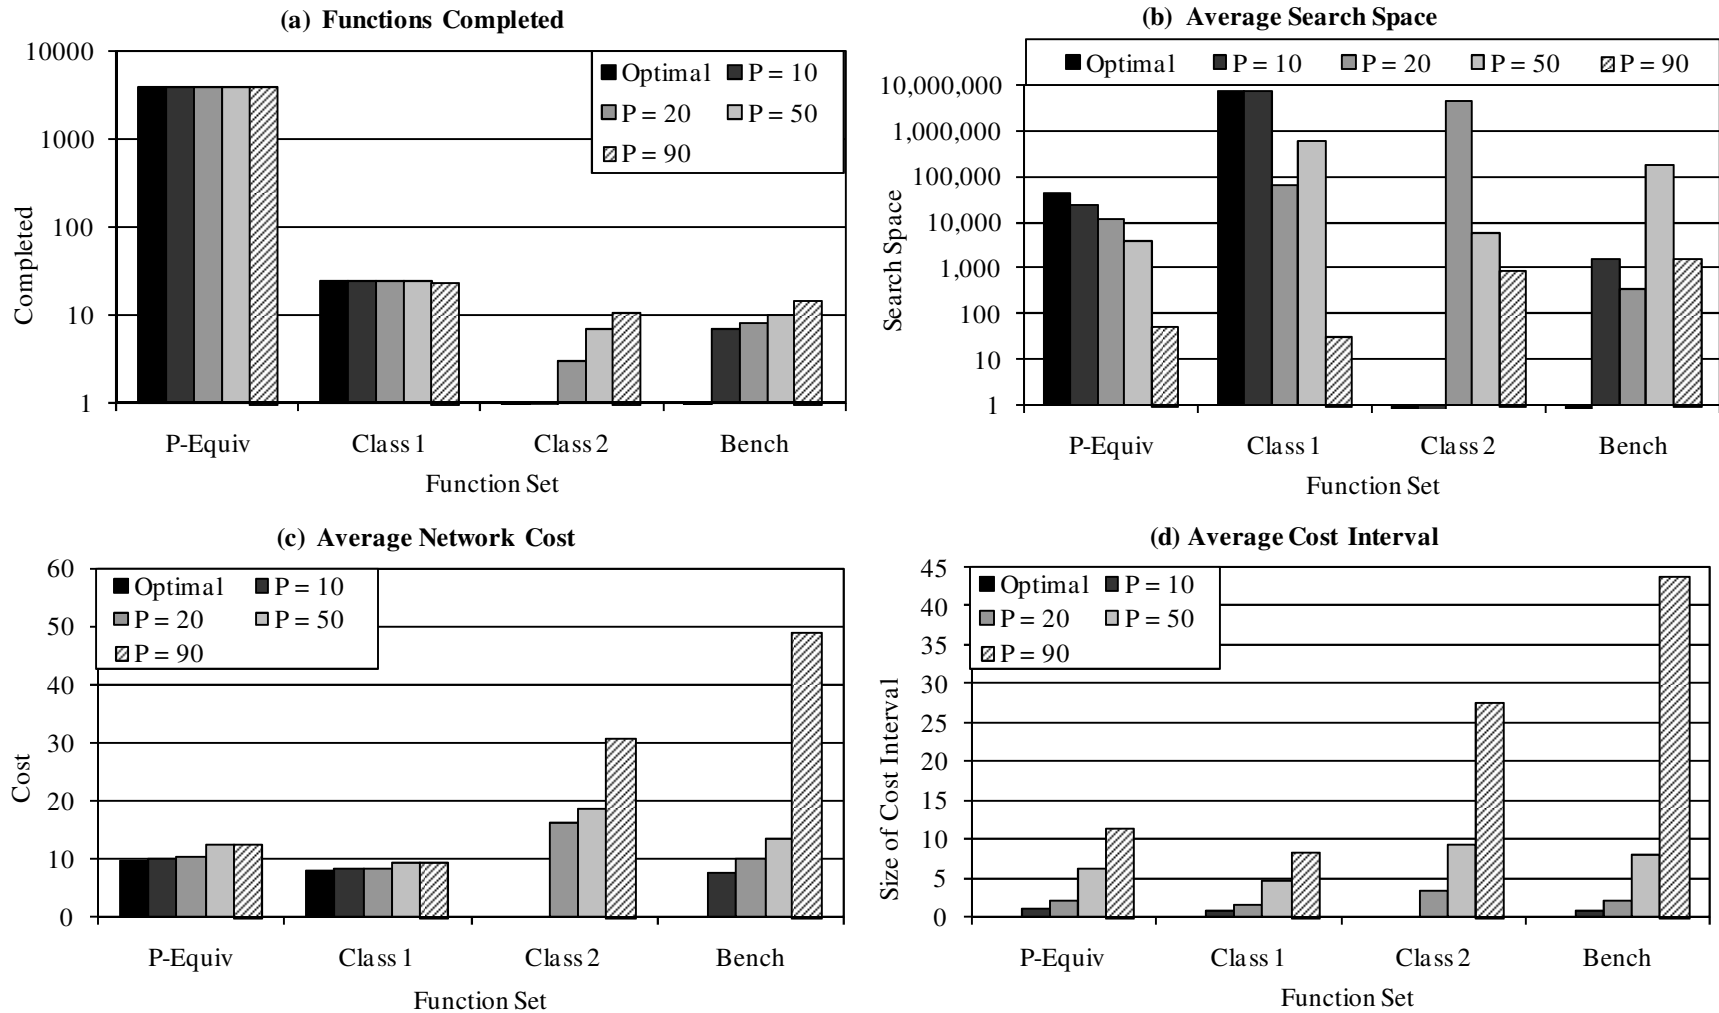 (a) Functions Completed
10000
1000
100
10
1
Completed
Optimal P = 10
P = 20 P = 50
P = 90
P-Equiv Class 1 Class 2 Bench
Function Set
(b) Average Search Space
Optimal P = 10 P = 20 P = 50 P = 90
10,000,000
1,000,000
100,000
10,000
1,000
100
10
1
Search Space
P-Equiv Class 1 Class 2 Bench
Function Set
(c) Average Network Cost
60
50
40
30
20
10
0
Cost
Optimal P = 10
P = 20 P = 50
P = 90
P-Equiv Class 1 Class 2 Bench
Function Set
(d) Average Cost Interval
45
40
35
30
25
20
15
10
5
0
Size of Cost Interval
Optimal P = 10
P = 20 P = 50
P = 90
P-Equiv Class 1 Class 2 Bench
Function Set